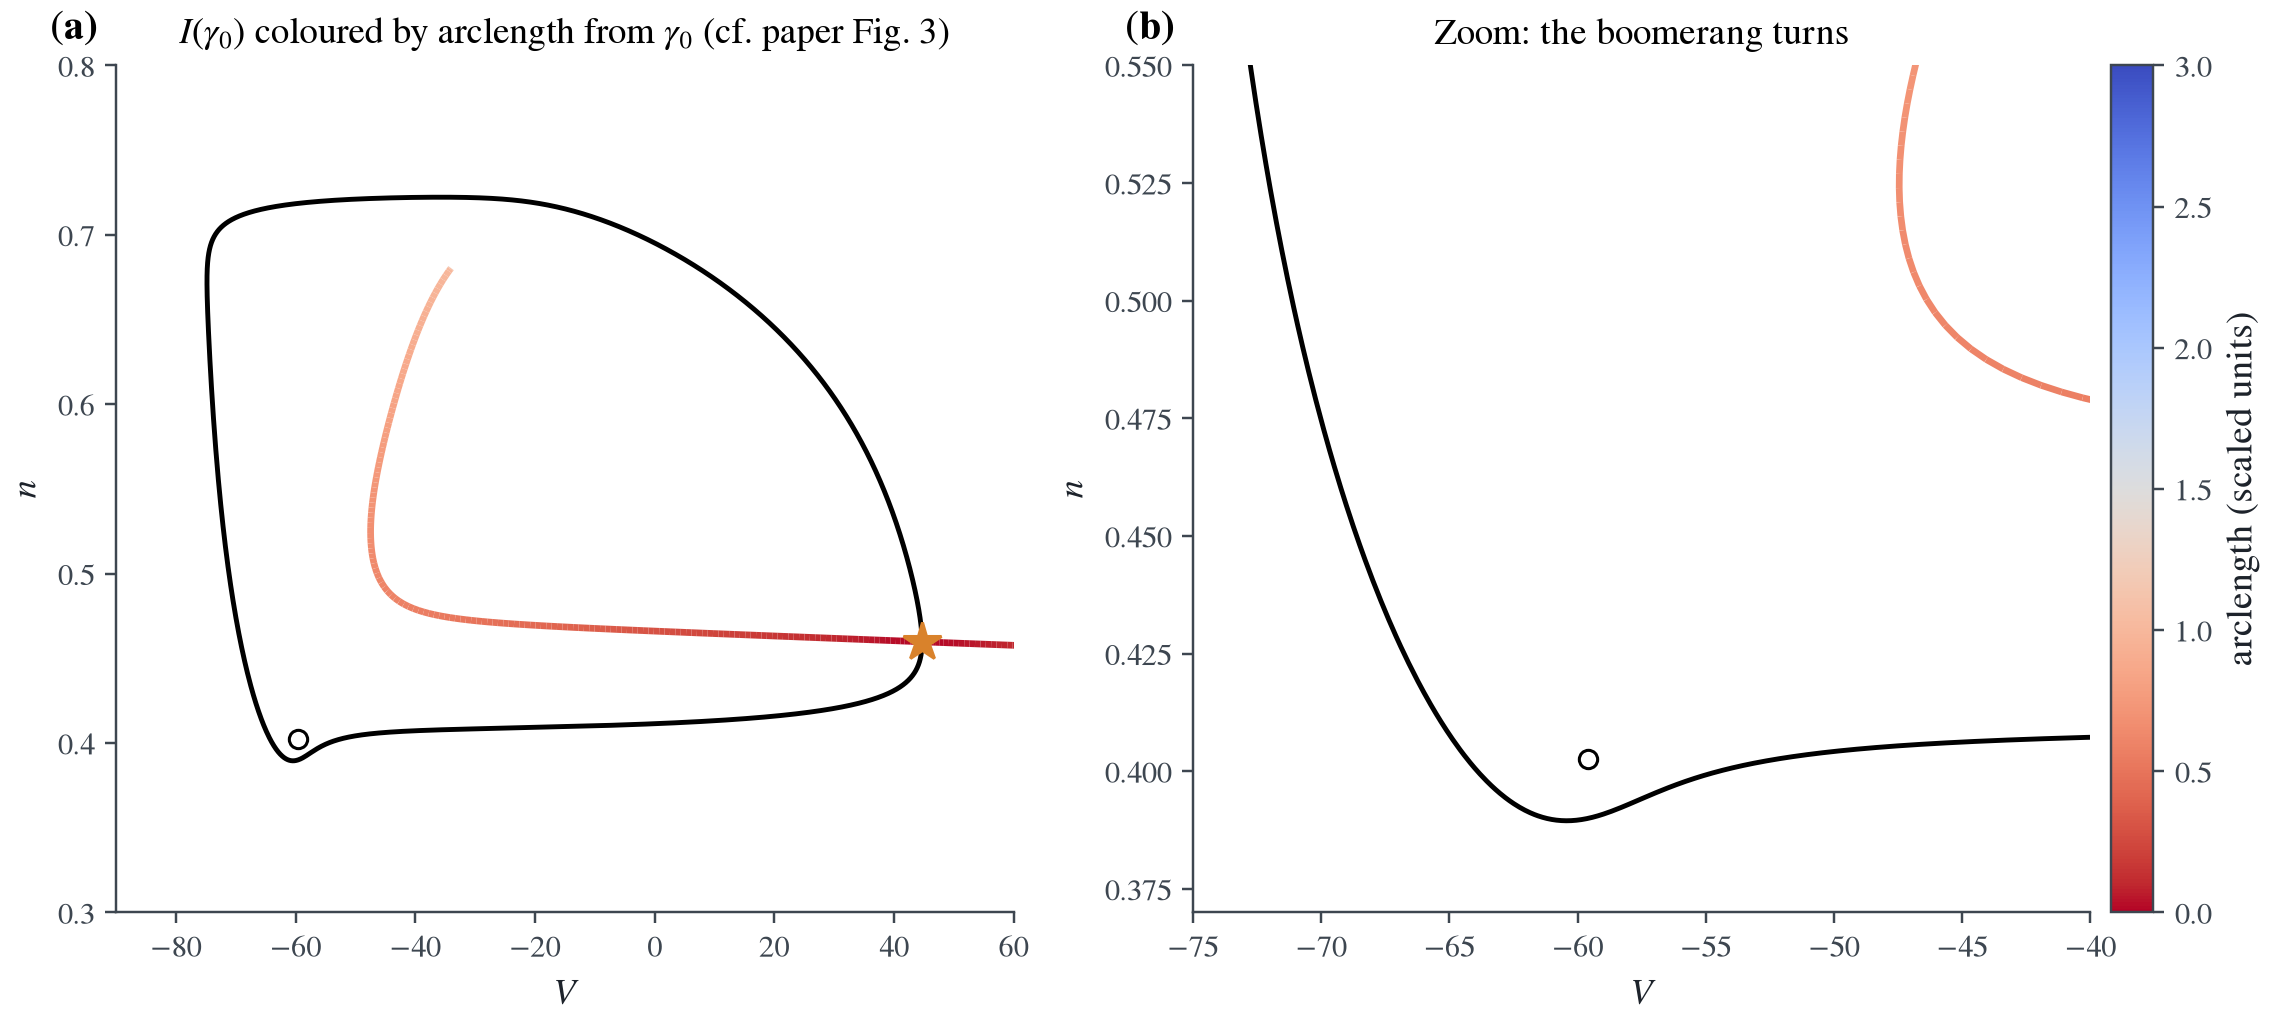 (a)
I(γ₀) coloured by arclength from γ₀ (cf. paper Fig. 3)
0.8
0.7
0.6
0.5
0.4
0.3
n
−80 −60 −40 −20 0 20 40 60
V
(b)
Zoom: the boomerang turns
0.550
0.525
0.500
0.475
0.450
0.425
0.400
0.375
n
−75 −70 −65 −60 −55 −50 −45 −40
V
3.0
2.5
2.0
1.5
1.0
0.5
0.0
arclength (scaled units)